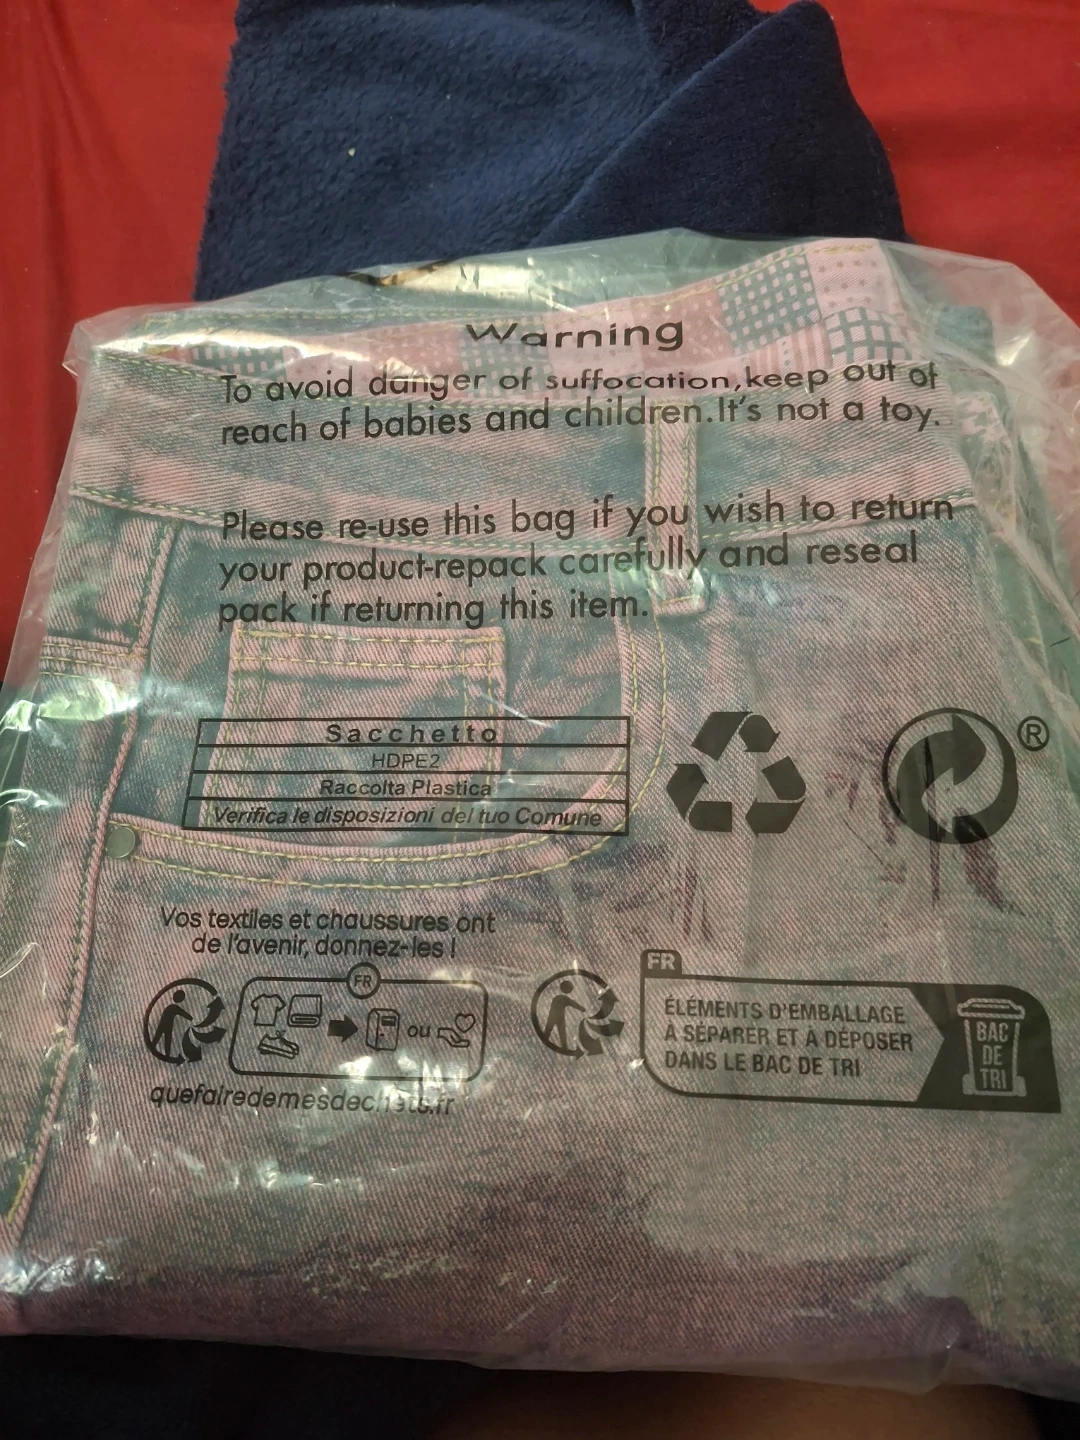 Warning
To avoid danger of suffocation,keep out of
reach of babies and children.It's not a toy.
Please re-use this bag if you wish to return
your product-repack carefully and reseal
pack if returning this item.
Sacchetto
HDPE2
Raccolta Plastica
Verifica le disposizioni del tuo Comune
®
Vos textiles et chaussures ont
de l'avenir, donnez-les !
FR
ou
quefairedemesdechets.fr
FR
ÉLÉMENTS D'EMBALLAGE
À SÉPARER ET À DÉPOSER
DANS LE BAC DE TRI
BAC
DE
TRI